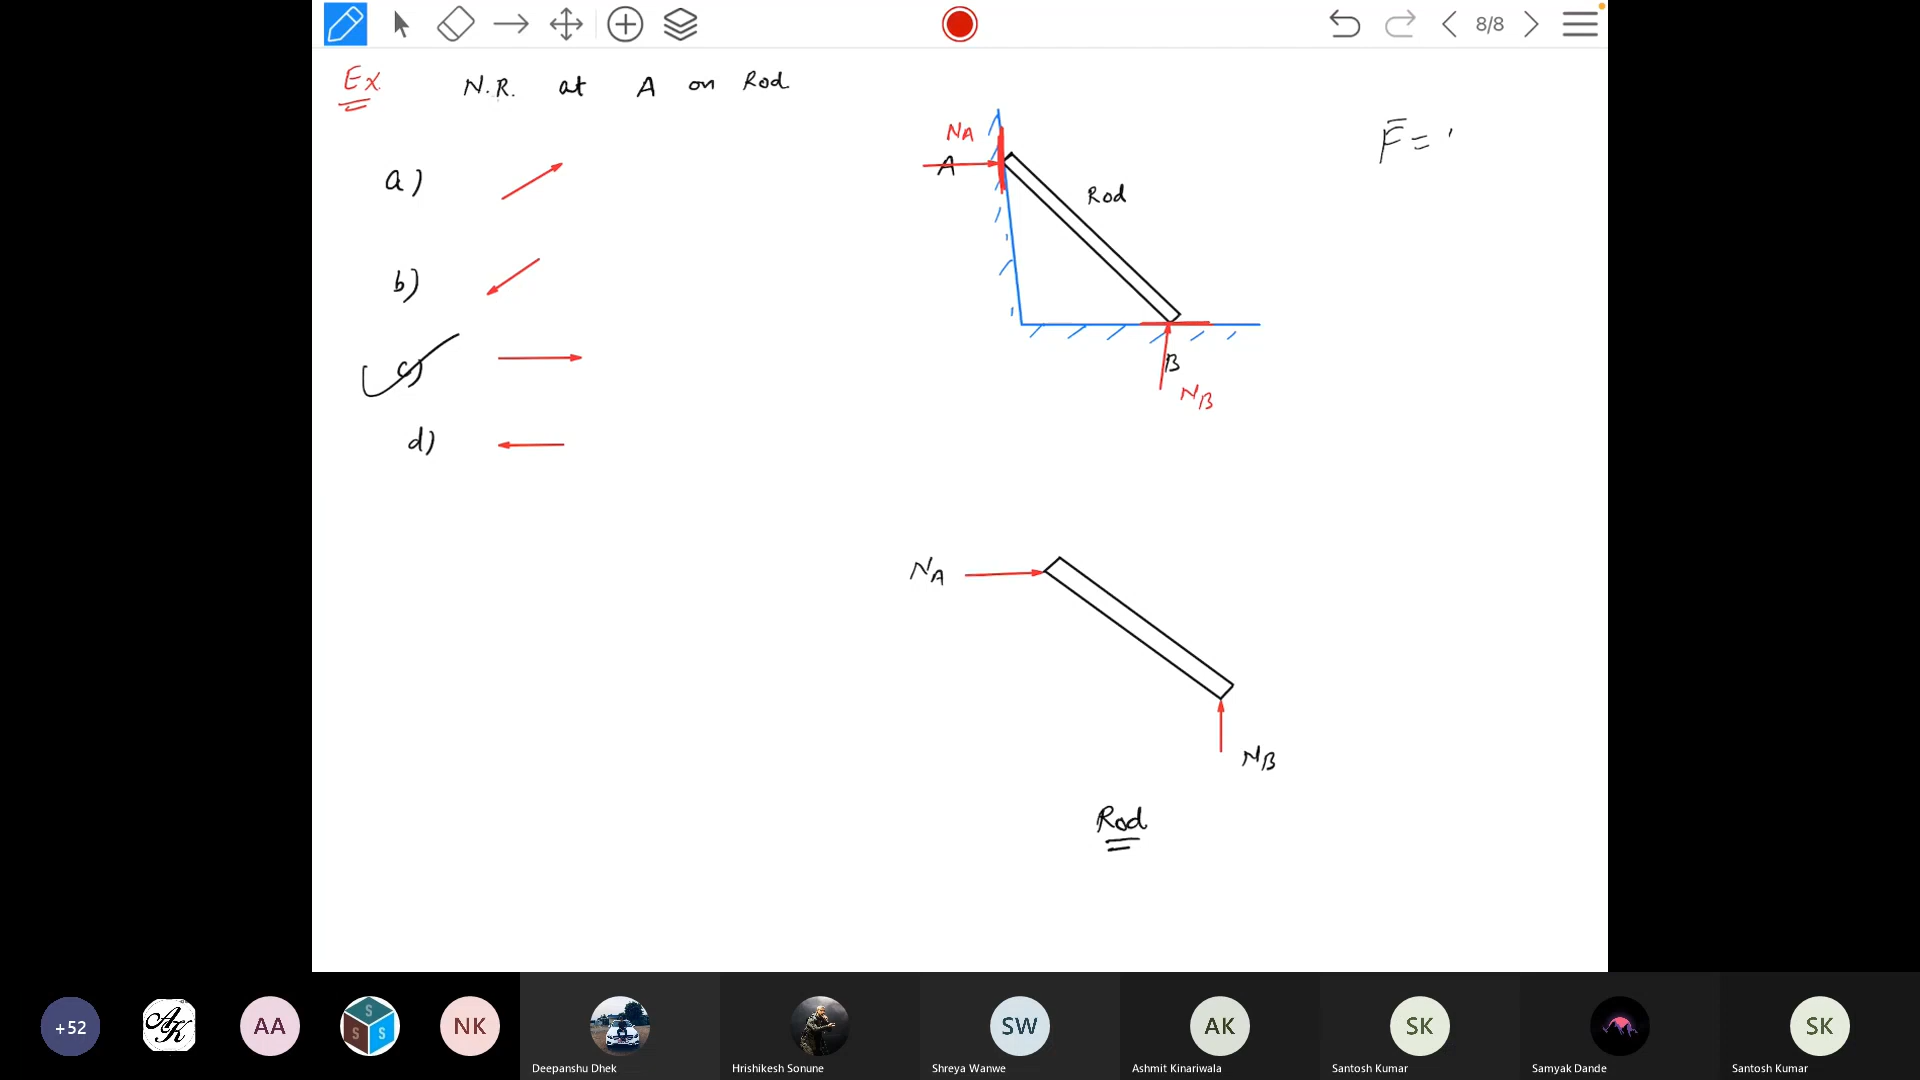 8/8
Ex. N.R. at A on Rod
a)
b)
c)
d)
NA
A
Rod
B
NB
F̄ =
NA
NB
Rod
+52
AK
AA
S
S S
NK
SW
AK
SK
SK
Deepanshu Dhek
Hrishikesh Sonune
Shreya Wanwe
Ashmit Kinariwala
Santosh Kumar
Samyak Dande
Santosh Kumar